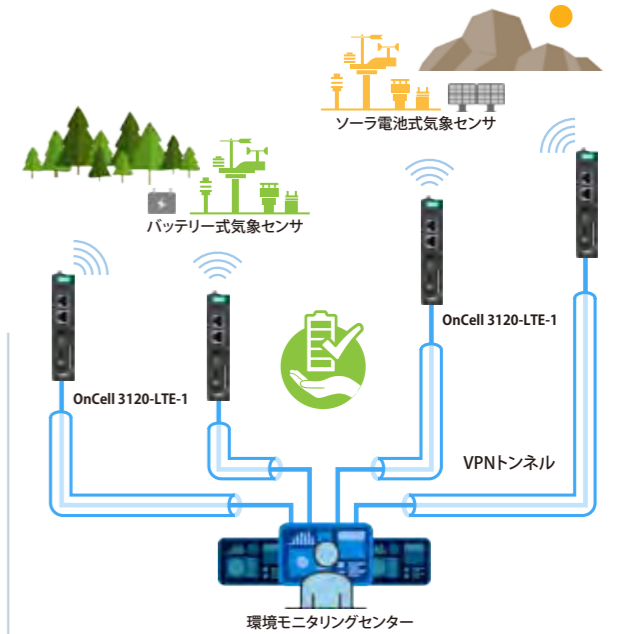 ソーラ電池式気象センサ
バッテリー式気象センサ
OnCell 3120-LTE-1
OnCell 3120-LTE-1
VPNトンネル
環境モニタリングセンター